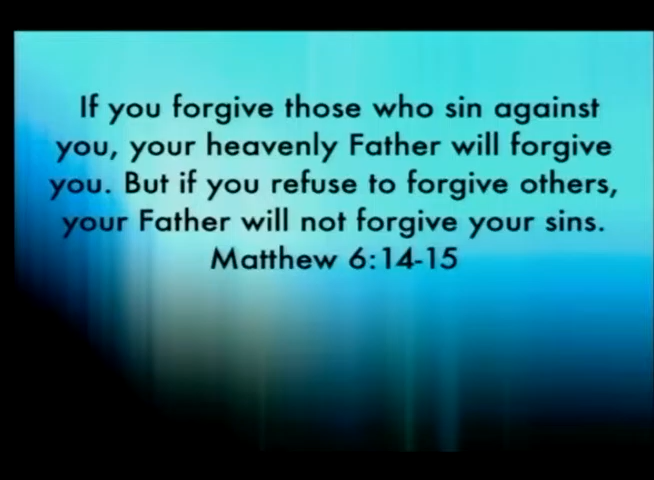 If you forgive those who sin against
you, your heavenly Father will forgive
you. But if you refuse to forgive others,
your Father will not forgive your sins.
Matthew 6:14-15